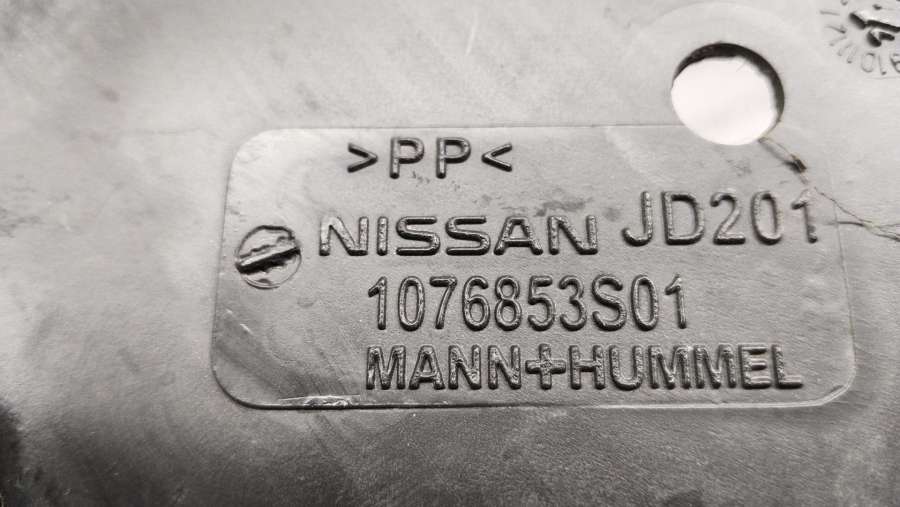 >PP<
NISSAN JD201
1076853S01
MANN+HUMMEL